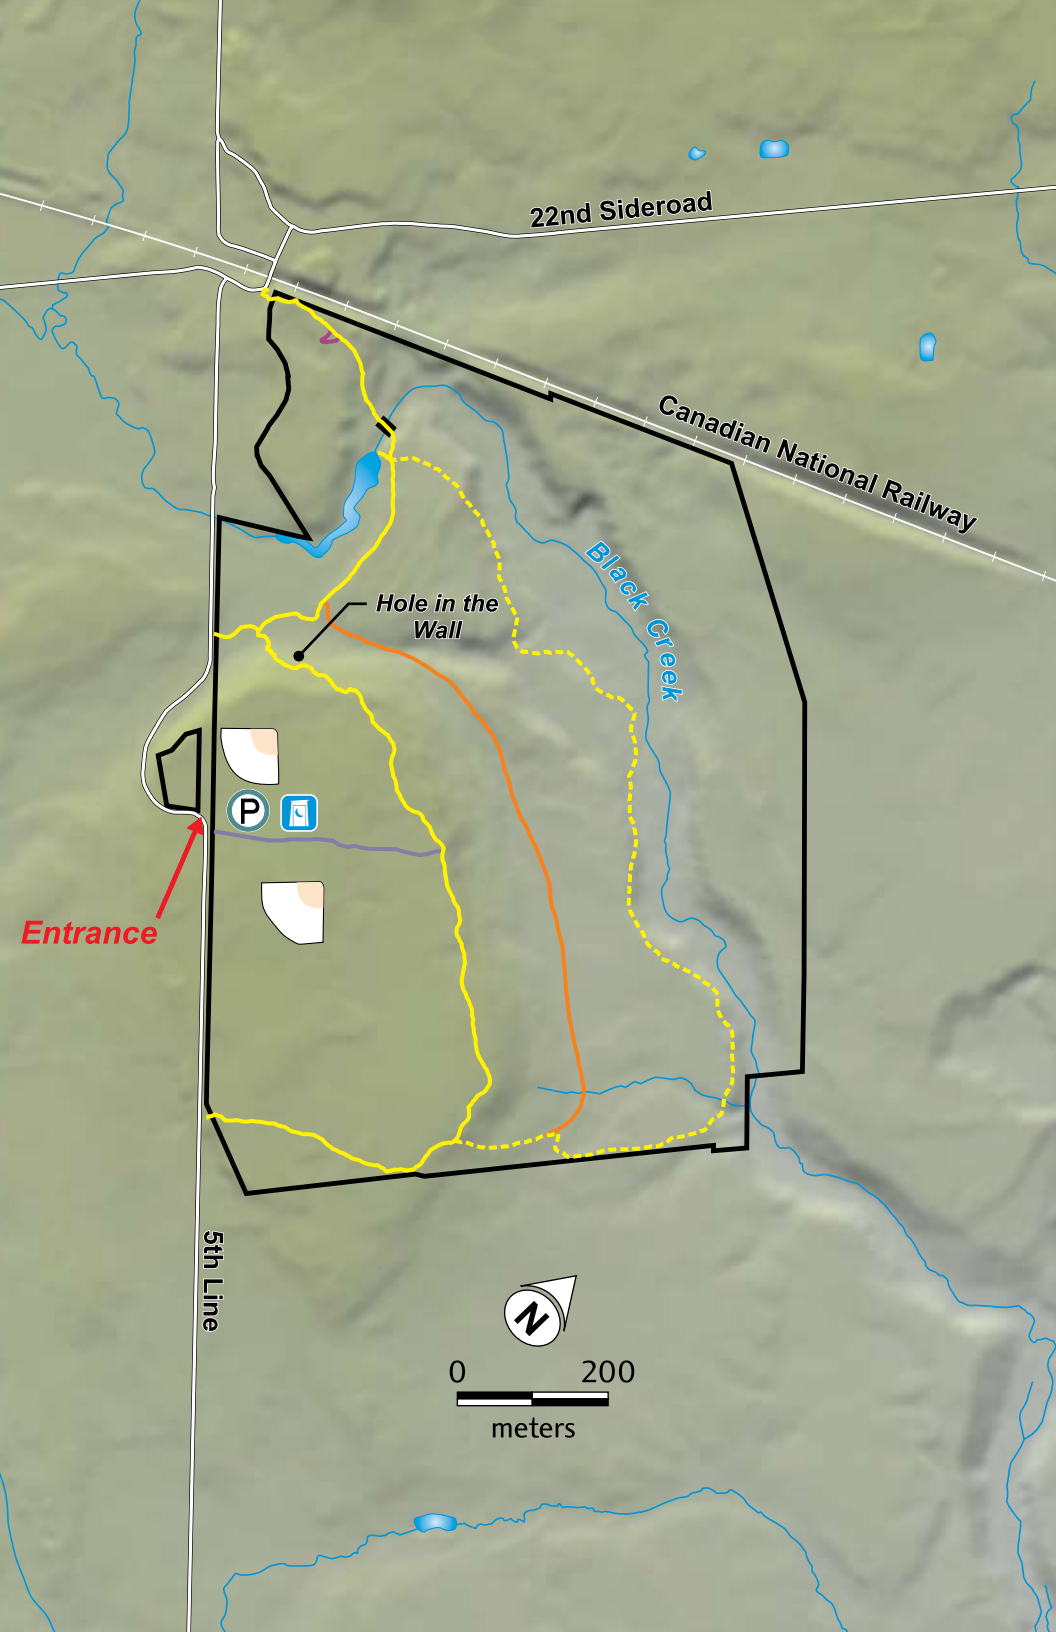 22nd Sideroad
Canadian National Railway
Black Creek
Hole in the
Wall
P
Entrance
5th Line
N
0 200
meters